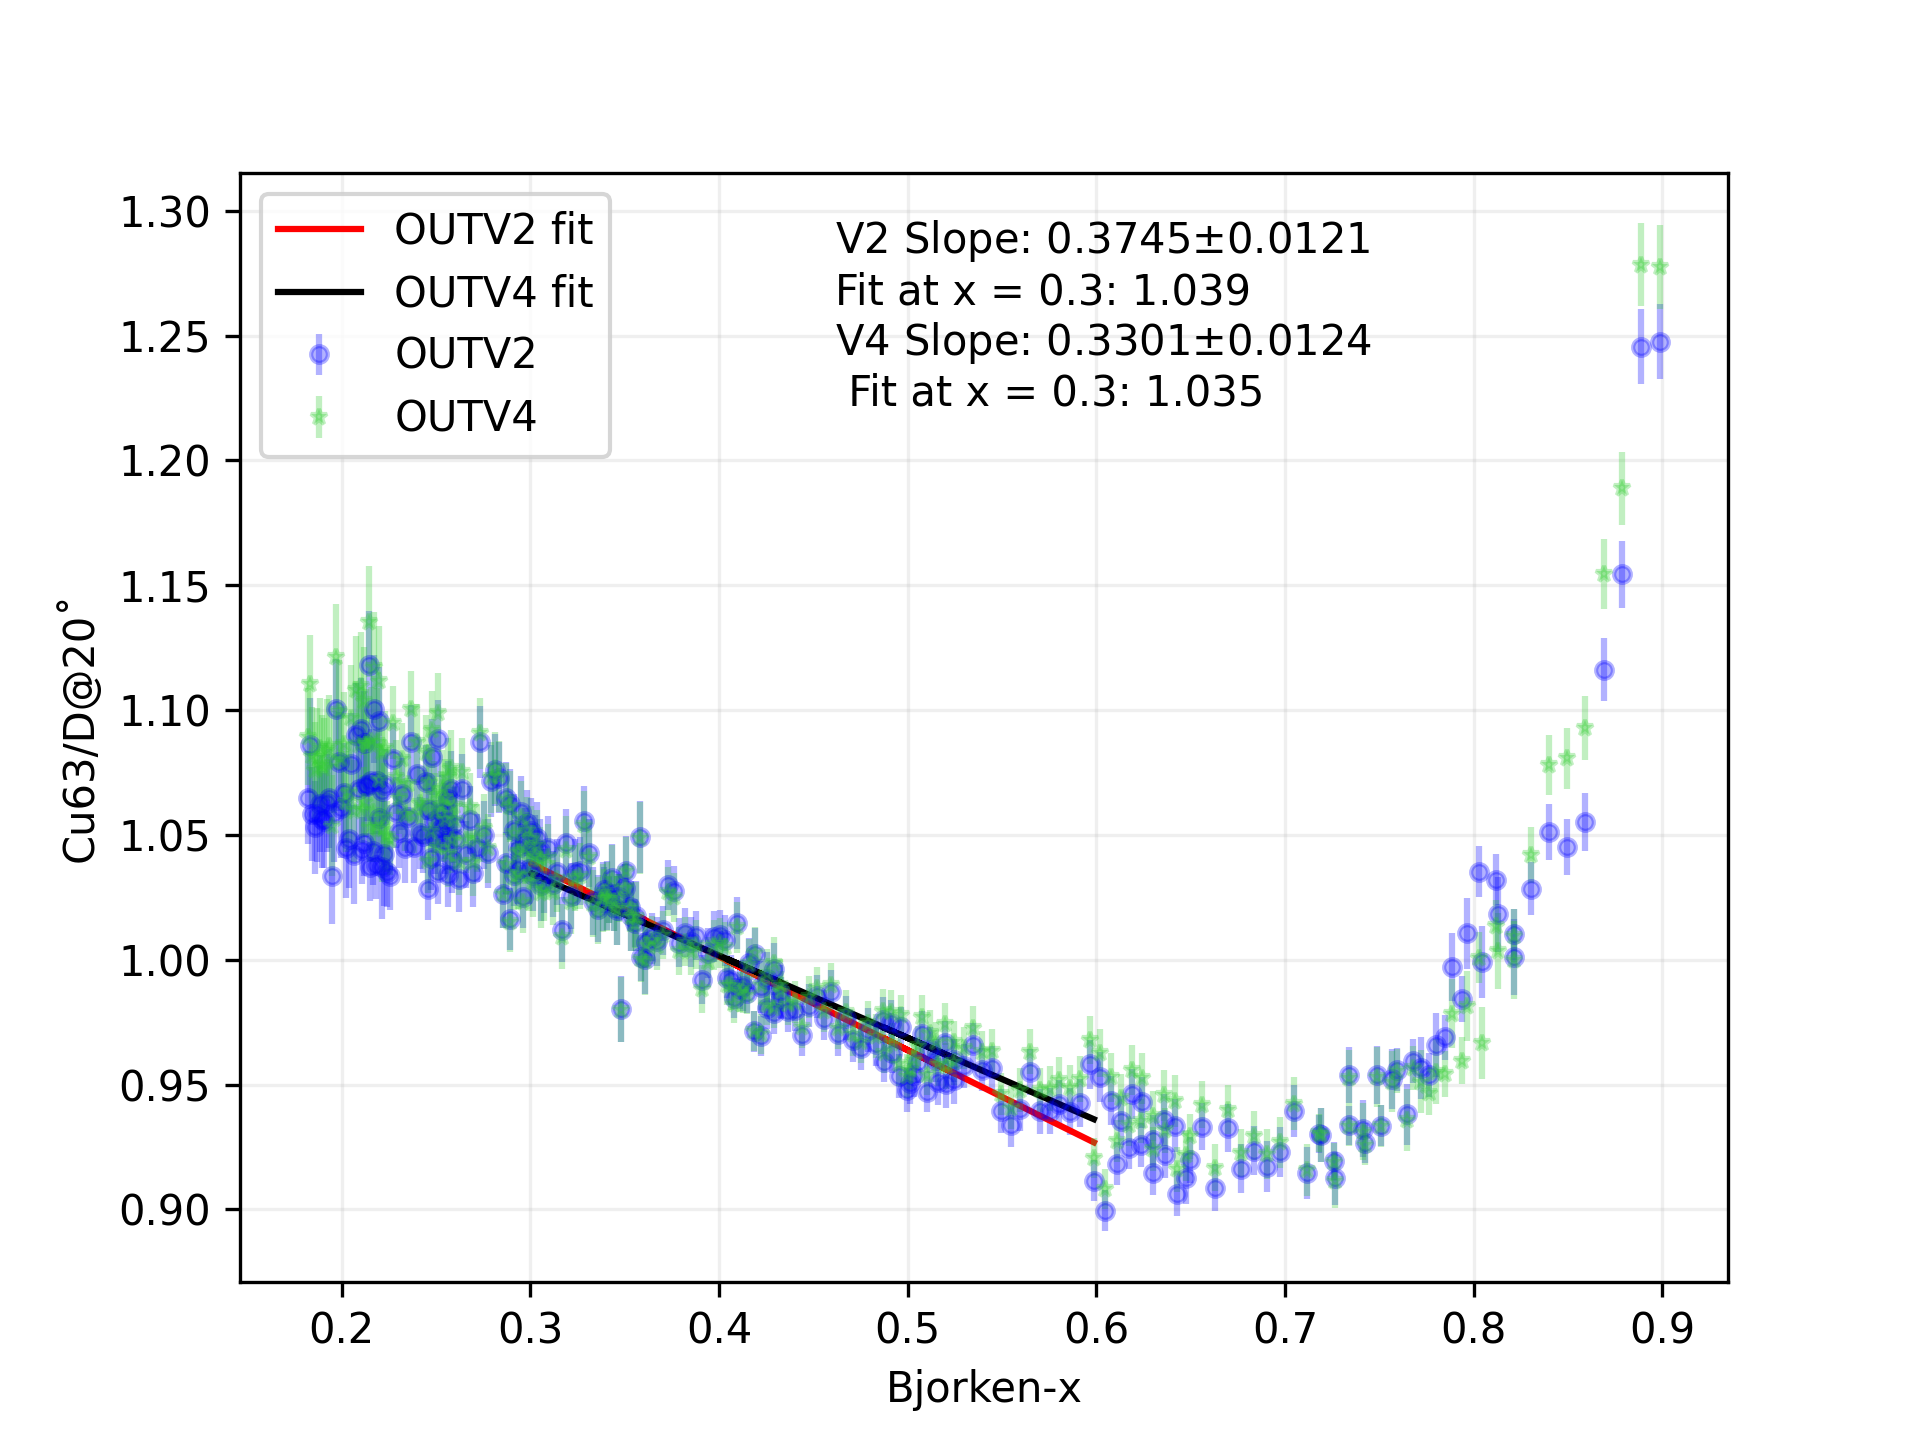 OUTV2 fit
OUTV4 fit
OUTV2
OUTV4
V2 Slope: 0.3745±0.0121
Fit at x = 0.3: 1.039
V4 Slope: 0.3301±0.0124
Fit at x = 0.3: 1.035
1.30
1.25
1.20
1.15
1.10
1.05
1.00
0.95
0.90
Cu63/D@20°
0.2 0.3 0.4 0.5 0.6 0.7 0.8 0.9
Bjorken-x